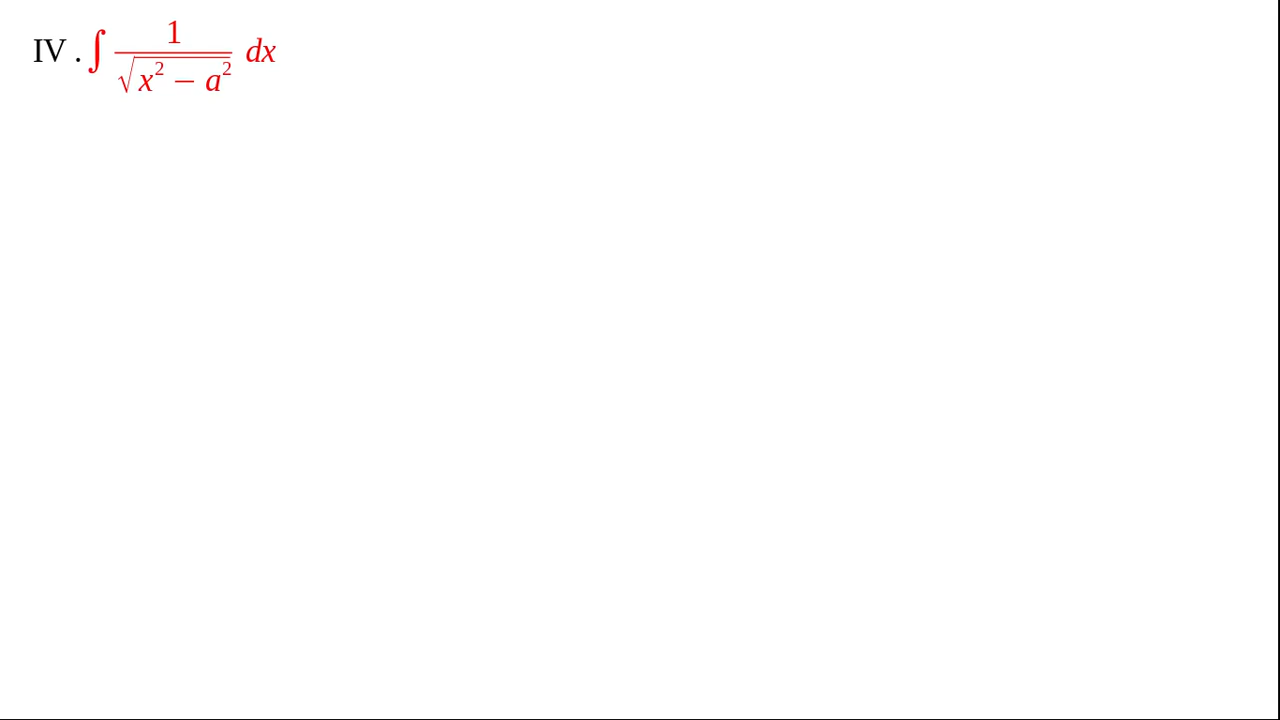 IV . ∫ 1/√(x² − a²) dx